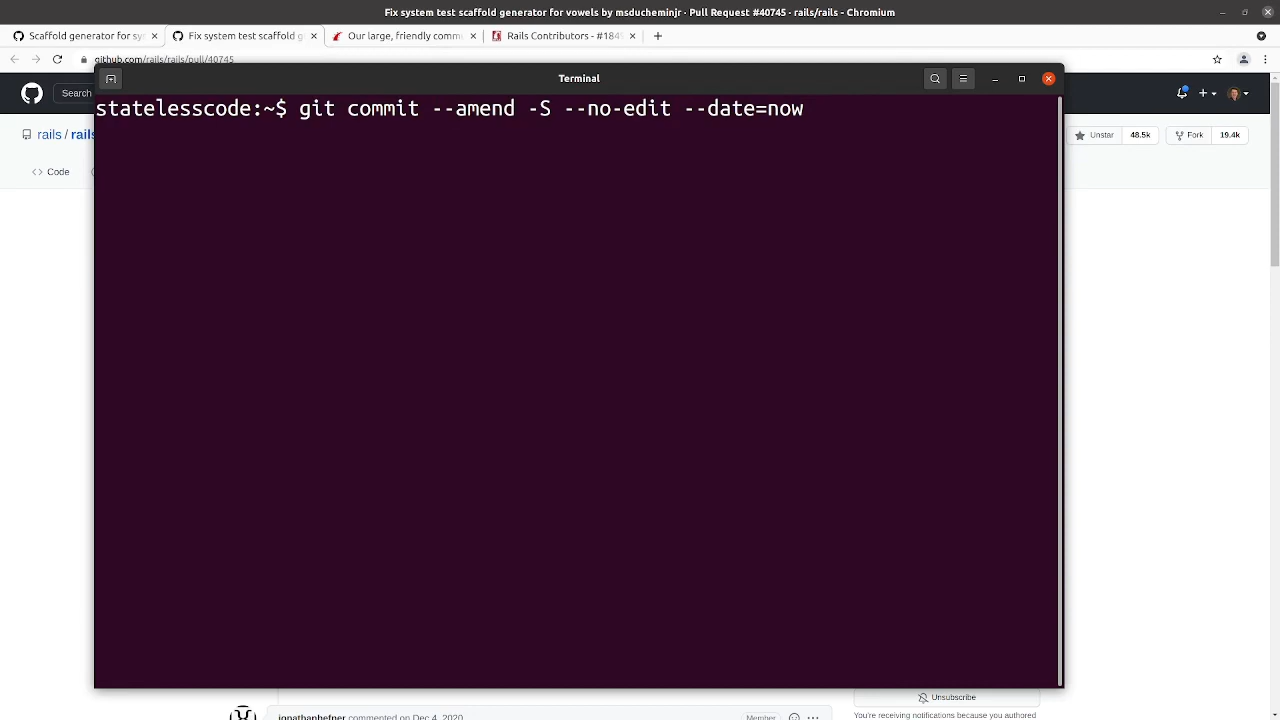 Fix system test scaffold generator for vowels by msducheminjr · Pull Request #40745 · rails/rails - Chromium
Scaffold generator for sy
Fix system test scaffold g
Our large, friendly commu
Rails Contributors - #184
github.com/rails/rails/pull/40745
Terminal
Search
statelesscode:~$ git commit --amend -S --no-edit --date=now
rails / rails
Unstar 48.5k Fork 19.4k
Code
Unsubscribe
jonathanhefner commented on Dec 4, 2020
Member
You're receiving notifications because you authored